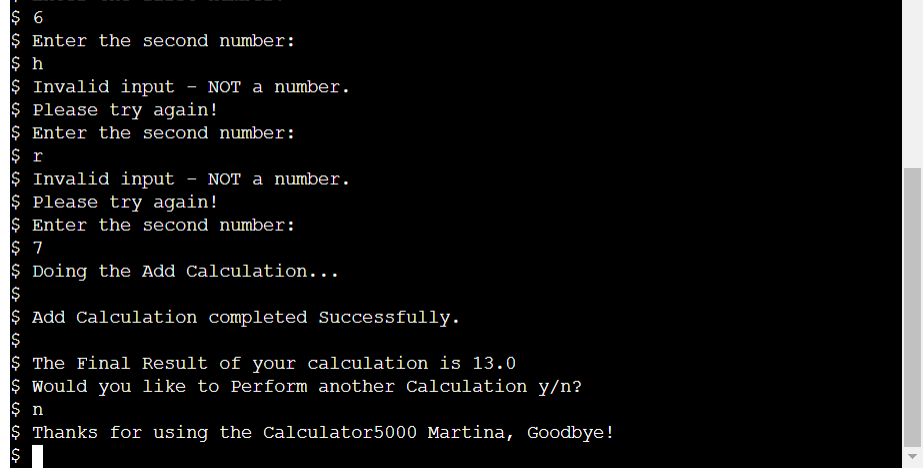 $ 6
$ Enter the second number:
$ h
$ Invalid input - NOT a number.
$ Please try again!
$ Enter the second number:
$ r
$ Invalid input - NOT a number.
$ Please try again!
$ Enter the second number:
$ 7
$ Doing the Add Calculation...
$
$ Add Calculation completed Successfully.
$
$ The Final Result of your calculation is 13.0
$ Would you like to Perform another Calculation y/n?
$ n
$ Thanks for using the Calculator5000 Martina, Goodbye!
$